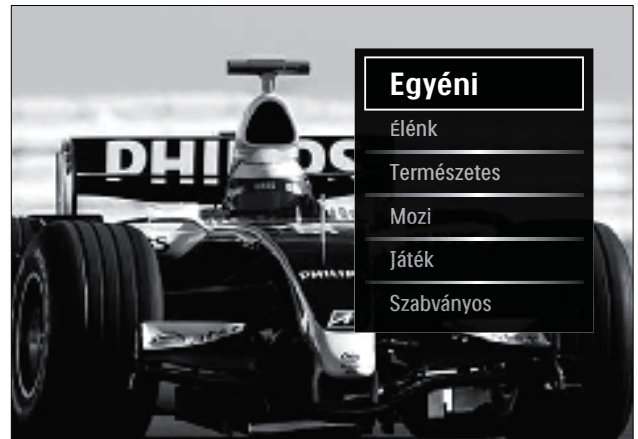 Egyéni
Élénk
Természetes
Mozi
Játék
Szabványos
PHILIPS